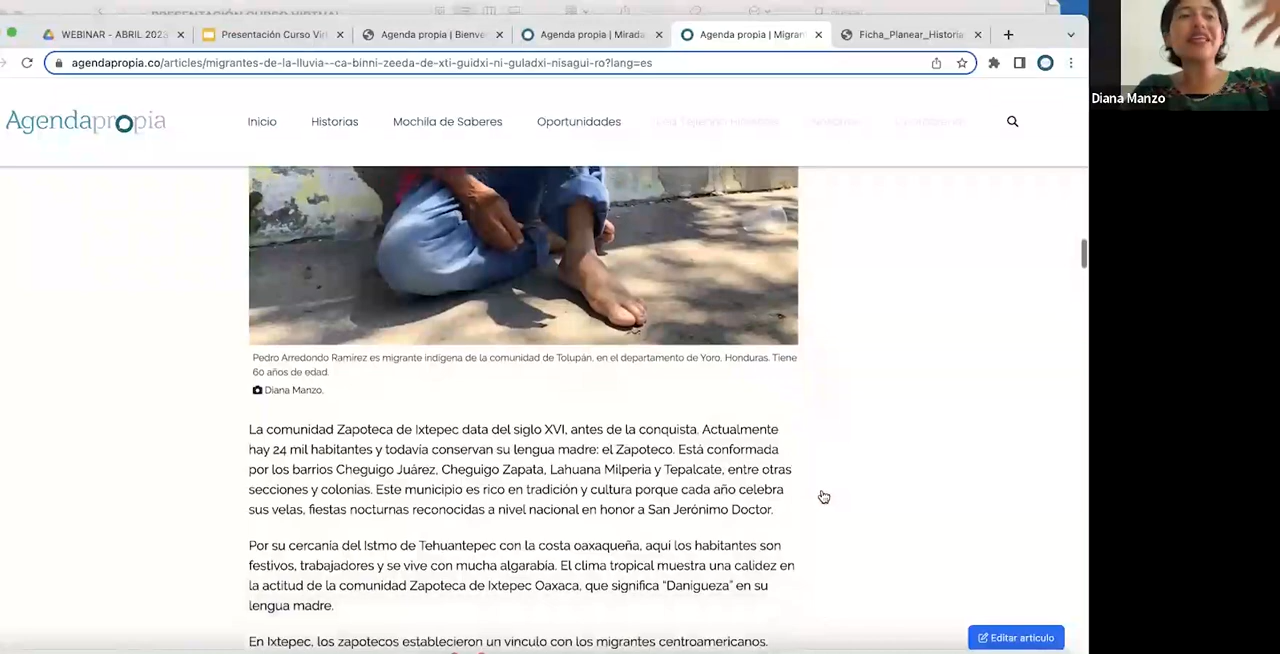 WEBINAR - ABRIL 2023
Presentación Curso Vir
Agenda propia | Bienve
Agenda propia | Mirada
Agenda propia | Migran
Ficha_Planear_Historia
agendapropia.co/articles/migrantes-de-la-lluvia--ca-binni-zeeda-de-xti-guidxi-ni-guladxi-nisagui-ro?lang=es
Diana Manzo
Agendapropia
Inicio
Historias
Mochila de Saberes
Oportunidades
Pedro Arredondo Ramirez es migrante indígena de la comunidad de Tolupán, en el departamento de Yoro, Honduras. Tiene
60 años de edad.
Diana Manzo.
La comunidad Zapoteca de Ixtepec data del siglo XVI, antes de la conquista. Actualmente
hay 24 mil habitantes y todavía conservan su lengua madre: el Zapoteco. Está conformada
por los barrios Cheguigo Juárez, Cheguigo Zapata, Lahuana Milperia y Tepalcate, entre otras
secciones y colonias. Este municipio es rico en tradición y cultura porque cada año celebra
sus velas, fiestas nocturnas reconocidas a nivel nacional en honor a San Jerónimo Doctor.
Por su cercanía del Istmo de Tehuantepec con la costa oaxaqueña, aquí los habitantes son
festivos, trabajadores y se vive con mucha algarabía. El clima tropical muestra una calidez en
la actitud de la comunidad Zapoteca de Ixtepec Oaxaca, que significa "Danigueza" en su
lengua madre.
En Ixtepec, los zapotecos establecieron un vínculo con los migrantes centroamericanos.
Editar artículo